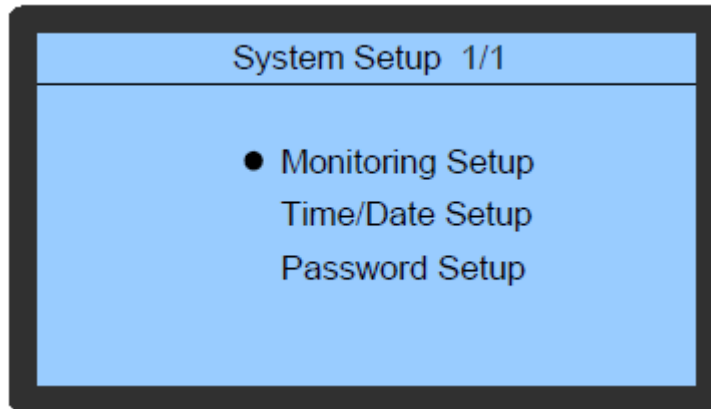 System Setup 1/1
● Monitoring Setup
Time/Date Setup
Password Setup